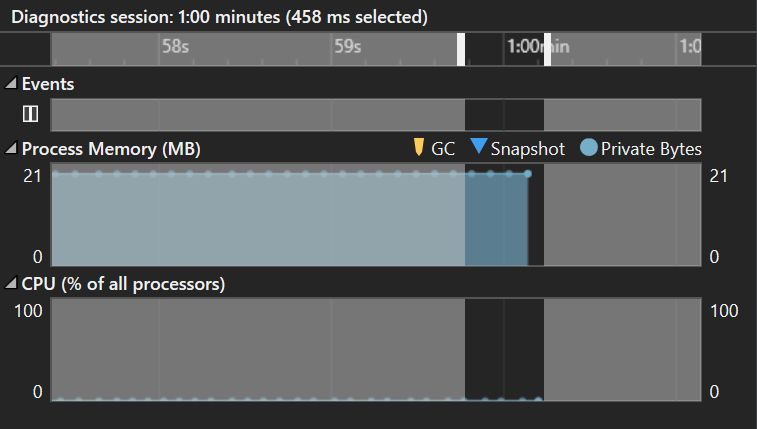 Diagnostics session: 1:00 minutes (458 ms selected)
58s 59s 1:00min 1:0
Events
Process Memory (MB) GC Snapshot Private Bytes
21 21
0 0
CPU (% of all processors)
100 100
0 0